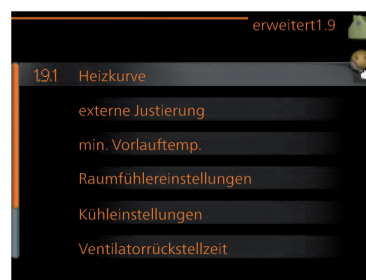 erweitert1.9
1.9.1 Heizkurve
externe Justierung
min. Vorlauftemp.
Raumfühlereinstellungen
Kühleinstellungen
Ventilatorrückstellzeit